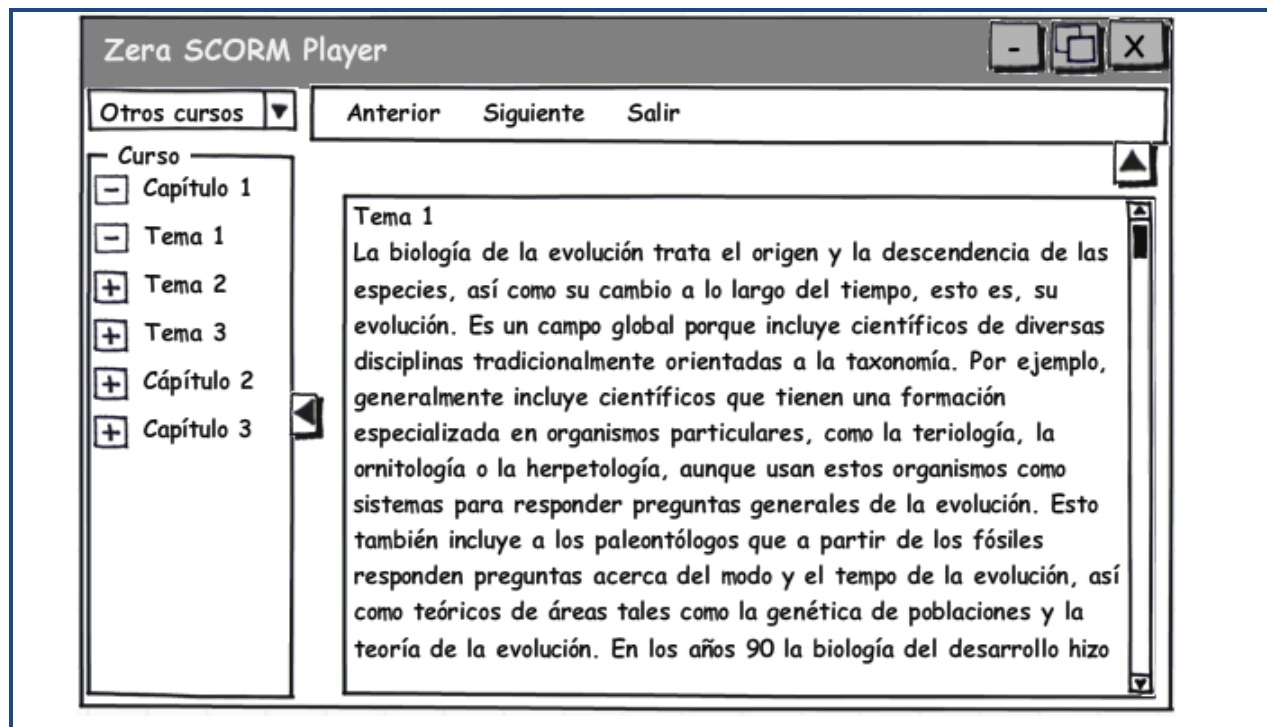 Zera SCORM Player
- X
Otros cursos
Anterior Siguiente Salir
Curso
- Capítulo 1
- Tema 1
+ Tema 2
+ Tema 3
+ Cápítulo 2
+ Capítulo 3
Tema 1
La biología de la evolución trata el origen y la descendencia de las
especies, así como su cambio a lo largo del tiempo, esto es, su
evolución. Es un campo global porque incluye científicos de diversas
disciplinas tradicionalmente orientadas a la taxonomía. Por ejemplo,
generalmente incluye científicos que tienen una formación
especializada en organismos particulares, como la teriología, la
ornitología o la herpetología, aunque usan estos organismos como
sistemas para responder preguntas generales de la evolución. Esto
también incluye a los paleontólogos que a partir de los fósiles
responden preguntas acerca del modo y el tempo de la evolución, así
como teóricos de áreas tales como la genética de poblaciones y la
teoría de la evolución. En los años 90 la biología del desarrollo hizo